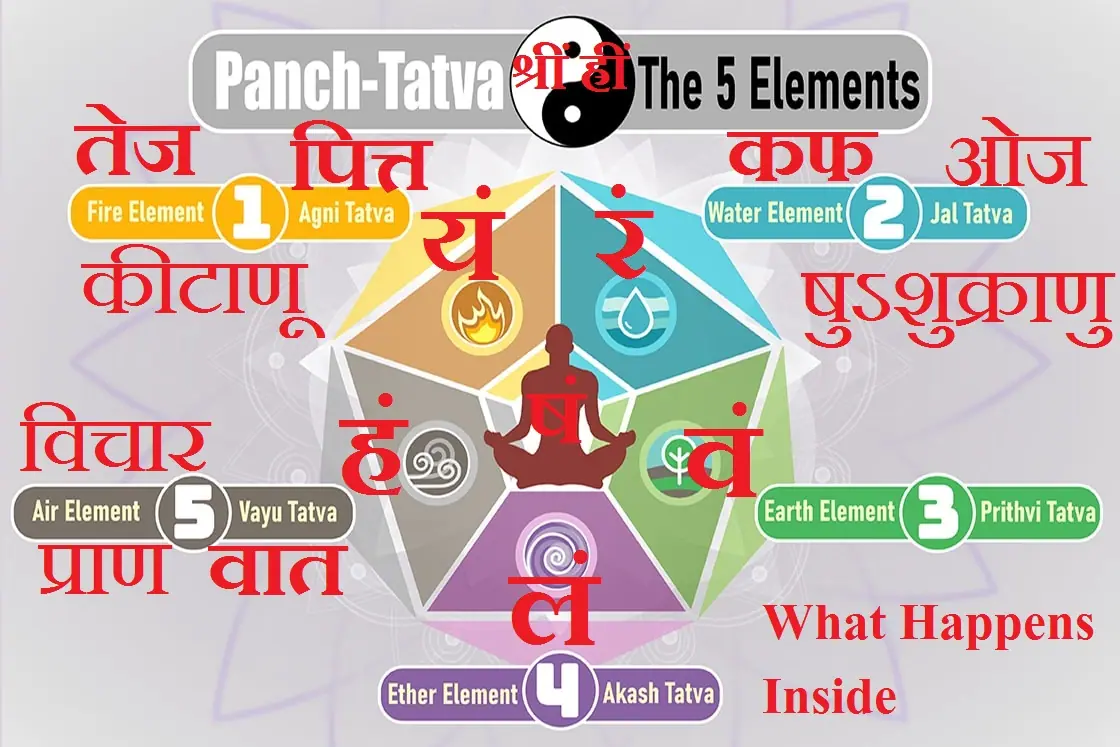 Panch-Tatva श्रीं ह्रीं The 5 Elements
तेज पित्त
Fire Element 1 Agni Tatva
कीटाणू
कफ ओज
Water Element 2 Jal Tatva
षुऽशुक्राणु
यं रं
हं षं वं
विचार
Air Element 5 Vayu Tatva
प्राण वात
Earth Element 3 Prithvi Tatva
लं
Ether Element 4 Akash Tatva
What Happens
Inside